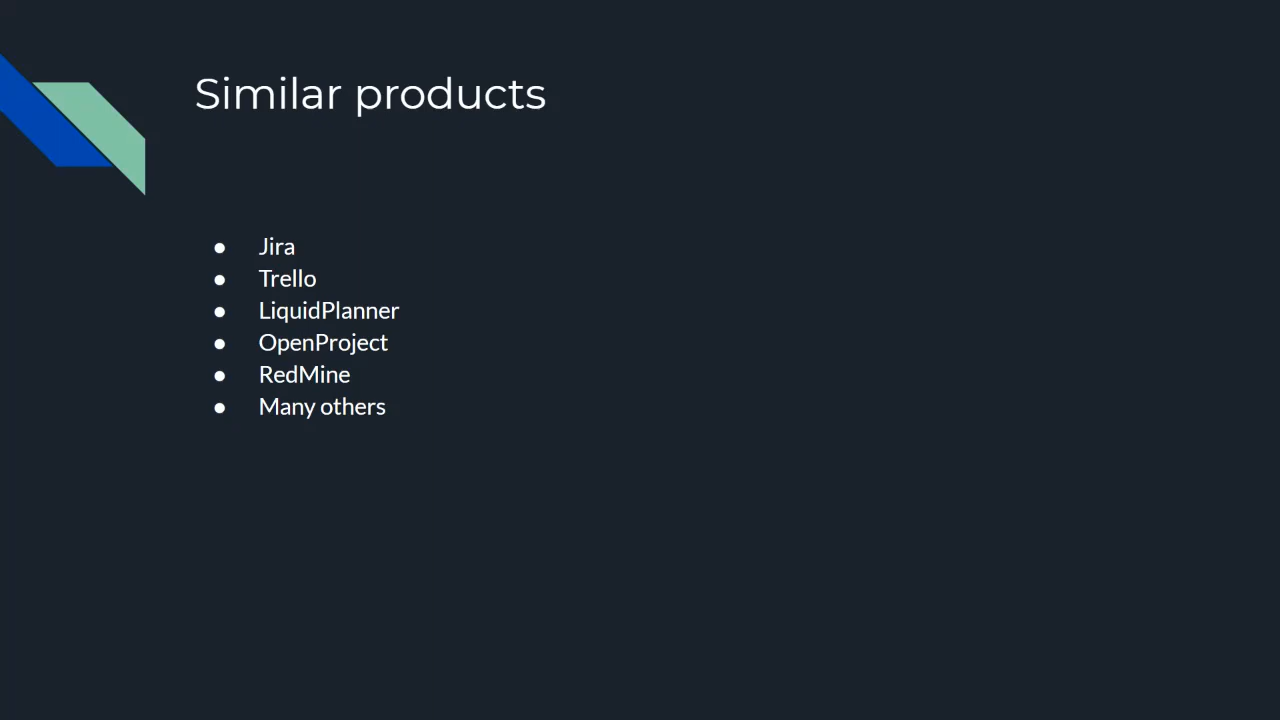 Similar products
● Jira
● Trello
● LiquidPlanner
● OpenProject
● RedMine
● Many others